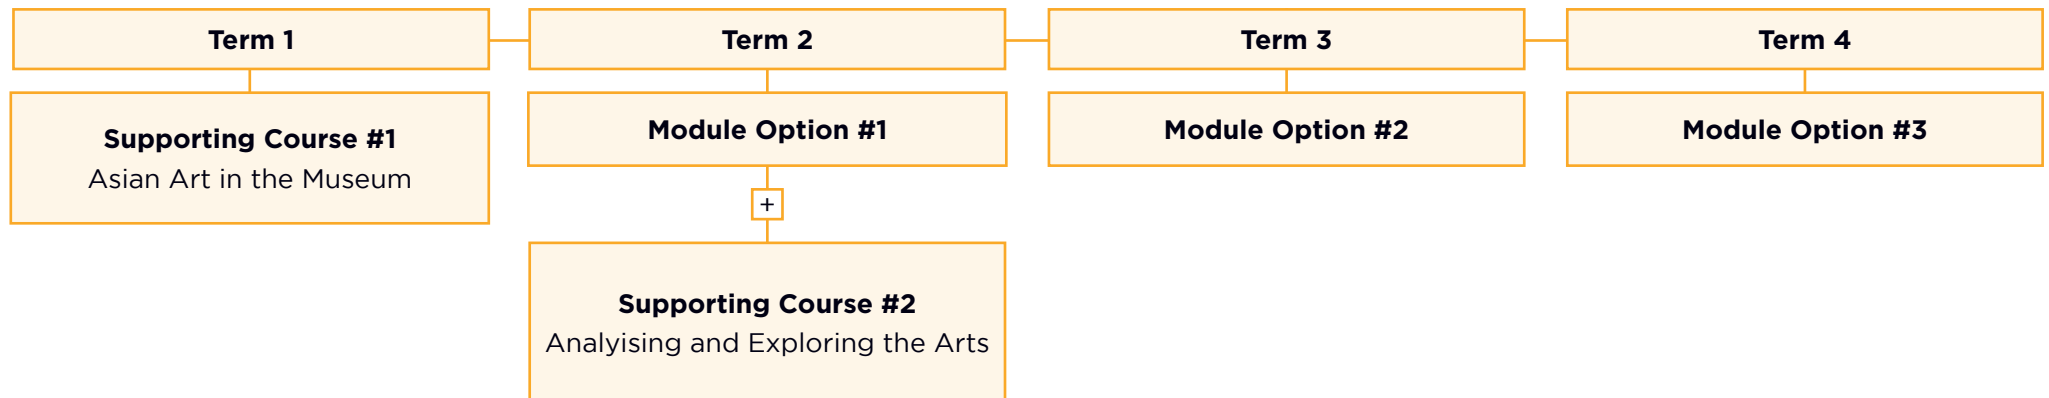 Term 1
Term 2
Term 3
Term 4
Supporting Course #1
Asian Art in the Museum
Module Option #1
Module Option #2
Module Option #3
+
Supporting Course #2
Analyising and Exploring the Arts